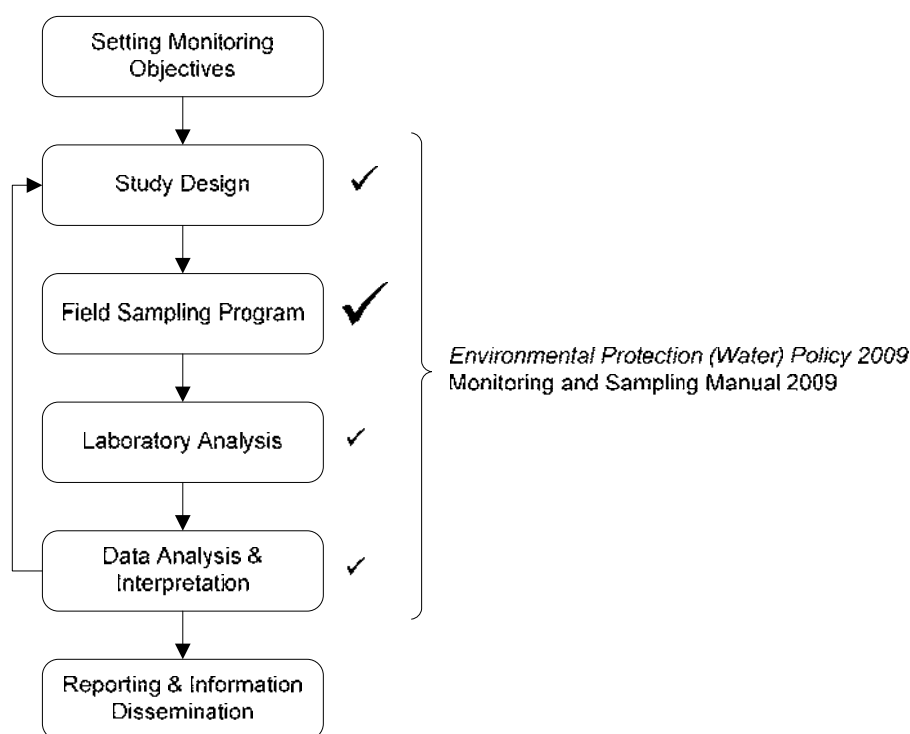 Setting Monitoring
Objectives
Study Design
Field Sampling Program
Laboratory Analysis
Data Analysis &
Interpretation
Reporting & Information
Dissemination
Environmental Protection (Water) Policy 2009
Monitoring and Sampling Manual 2009